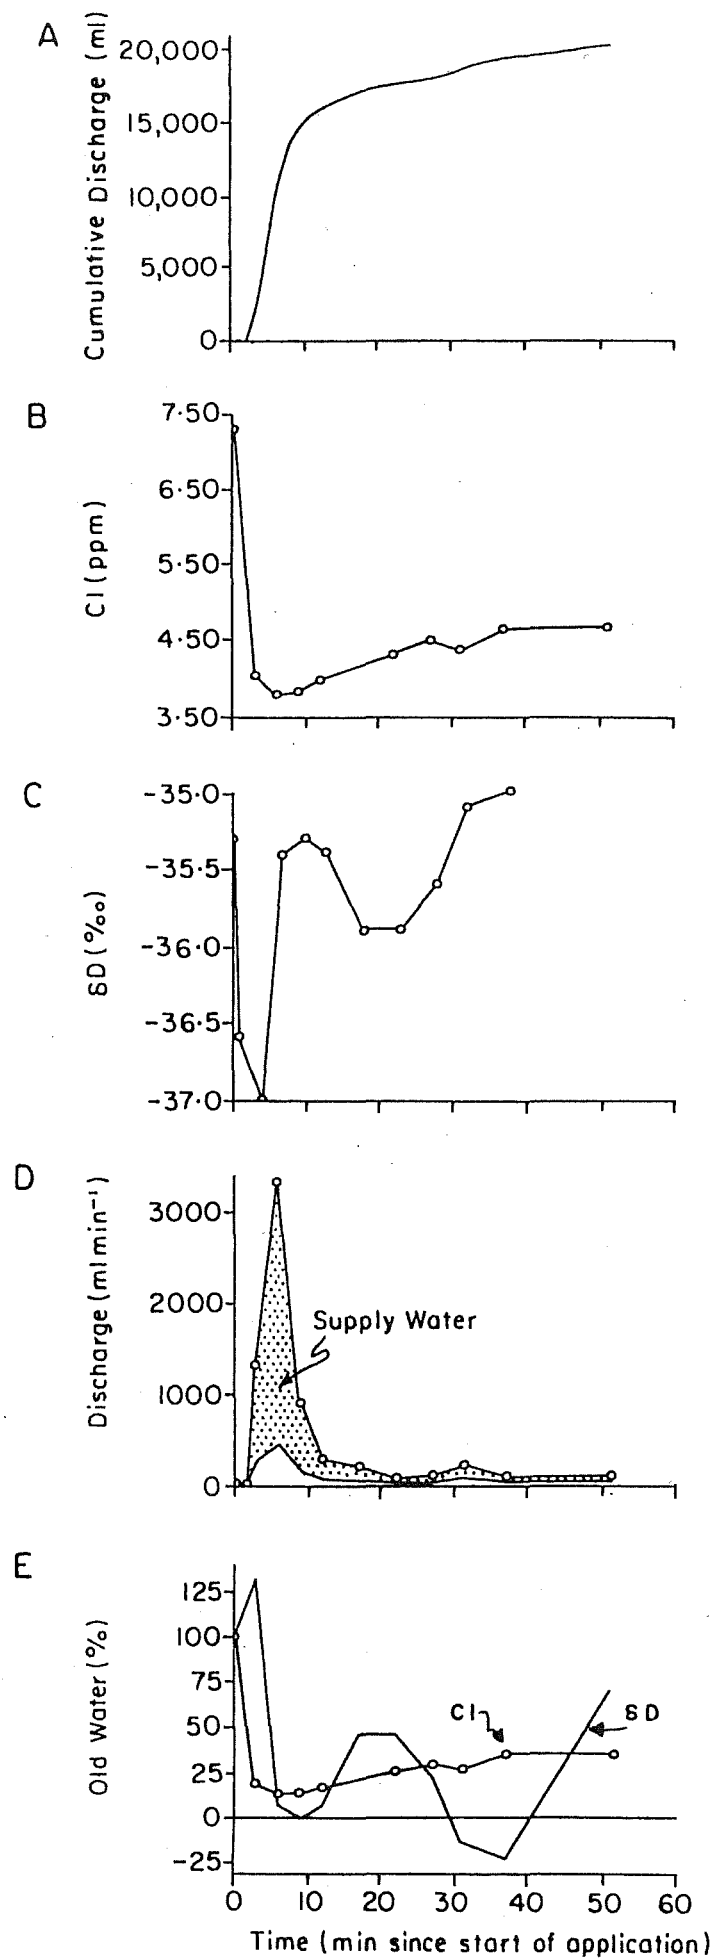 A
Cumulative Discharge (ml)
20,000
15,000
10,000
5,000
0
B
Cl (ppm)
7·50
6·50
5·50
4·50
3·50
C
δD (‰)
-35·0
-35·5
-36·0
-36·5
-37·0
D
Discharge (ml min⁻¹)
3000
2000
1000
0
Supply Water
E
Old Water (%)
125
100
75
50
25
0
-25
Cl
δD
0 10 20 30 40 50 60
Time (min since start of application)